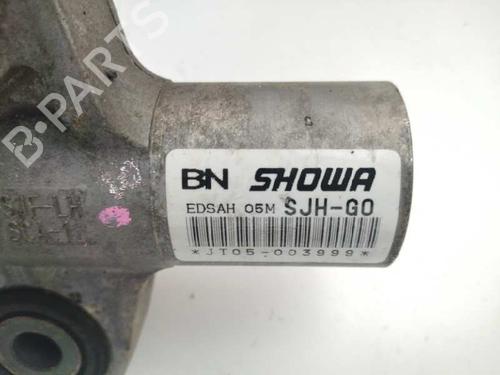 B-PARTS
BN SHOWA
EDSAH 05M SJH-G0
*JT05-003999*